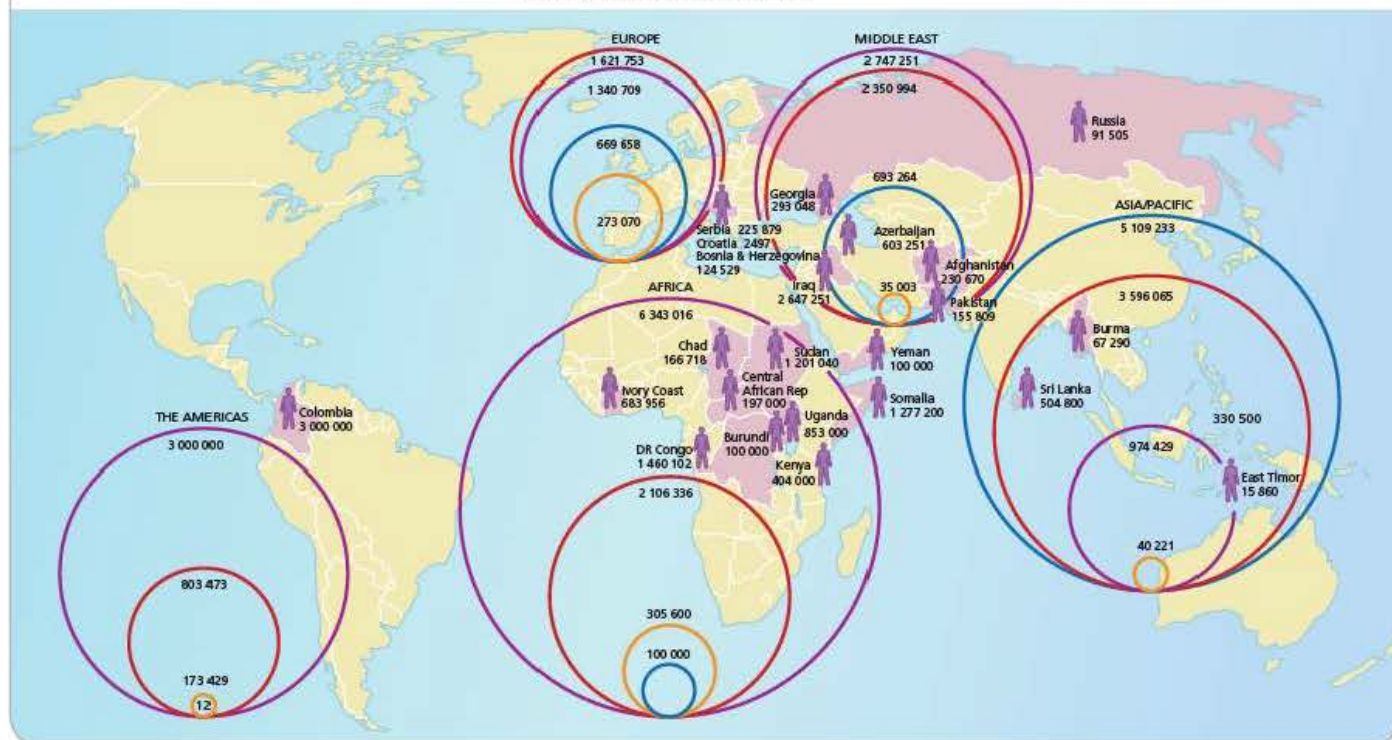 EUROPE
1 621 753
1 340 709
669 658
273 070
MIDDLE EAST
2 747 251
2 350 994
693 264
35 003
Russia
91 505
Georgia
293 048
Azerbaijan
603 251
Serbia 225 879
Croatia 2497
Bosnia & Herzegovina
124 529
Iraq
2 647 251
Afghanistan
230 670
Pakistan
155 809
ASIA/PACIFIC
5 109 233
3 596 065
Burma
67 290
Sri Lanka
504 800
330 500
974 429
East Timor
15 860
40 221
AFRICA
6 343 016
Chad
166 718
Sudan
1 201 040
Yeman
100 000
Ivory Coast
683 956
Central
African Rep
197 000
Somalia
1 277 200
Uganda
853 000
Burundi
100 000
DR Congo
1 460 102
Kenya
404 000
2 106 336
305 600
100 000
Colombia
3 000 000
THE AMERICAS
3 000 000
803 473
173 429
12